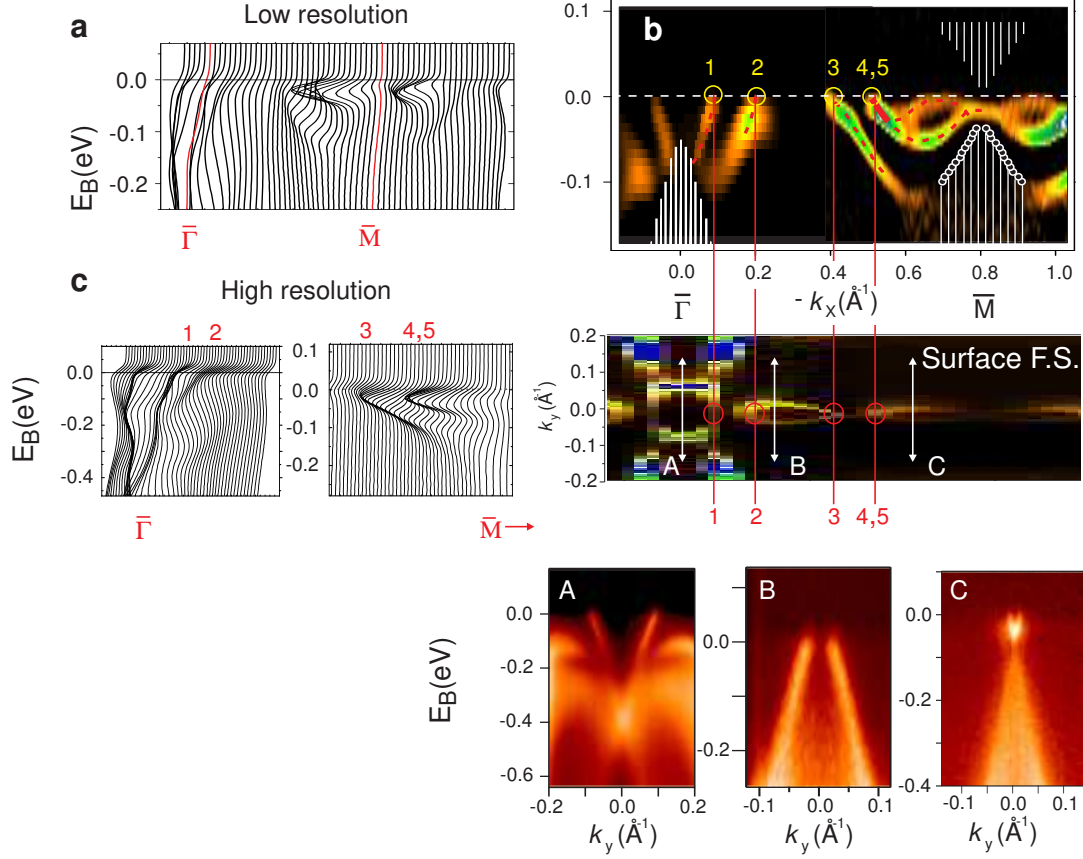 Low resolution
a
E_B(eV)
0.0
-0.1
-0.2
Γ̅
M̅
b
0.1
0.0
-0.1
1
2
3
4,5
0.0
0.2
0.4
0.6
0.8
1.0
Γ̅
- k_X(Å⁻¹)
M̅
c
High resolution
1 2
3
4,5
E_B(eV)
0.0
-0.2
-0.4
0.1
0.0
-0.1
-0.2
Γ̅
M̅ →
k_y(Å⁻¹)
0.2
0.1
0.0
-0.1
-0.2
Surface F.S.
A
B
C
1
2
3
4,5
E_B(eV)
A
0.0
-0.2
-0.4
-0.6
-0.2
0.0
0.2
k_y(Å⁻¹)
B
0.0
-0.2
-0.1
0.0
0.1
k_y(Å⁻¹)
C
0.0
-0.2
-0.4
-0.1
0.0
0.1
k_y(Å⁻¹)